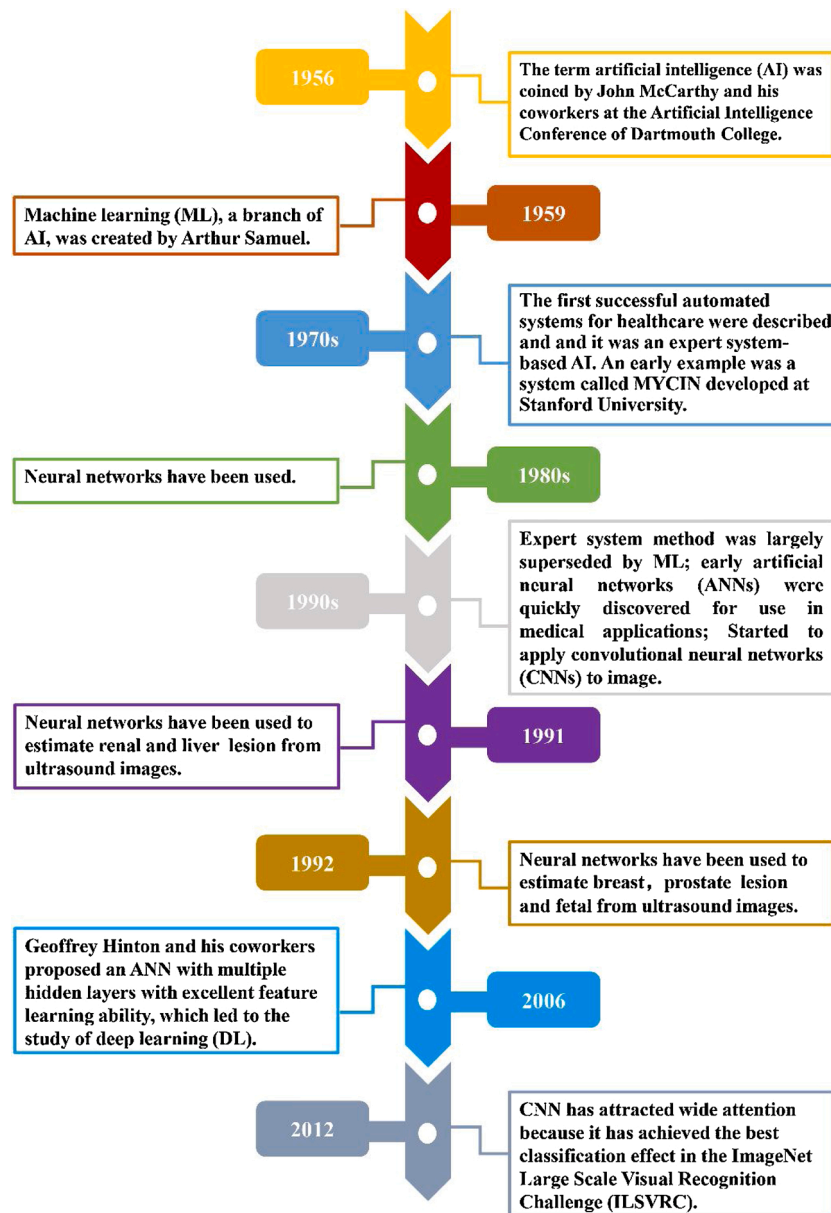 1956
The term artificial intelligence (AI) was
coined by John McCarthy and his
coworkers at the Artificial Intelligence
Conference of Dartmouth College.
Machine learning (ML), a branch of
AI, was created by Arthur Samuel.
1959
1970s
The first successful automated
systems for healthcare were described
and and it was an expert system-
based AI. An early example was a
system called MYCIN developed at
Stanford University.
Neural networks have been used.
1980s
1990s
Expert system method was largely
superseded by ML; early artificial
neural networks (ANNs) were
quickly discovered for use in
medical applications; Started to
apply convolutional neural networks
(CNNs) to image.
Neural networks have been used to
estimate renal and liver lesion from
ultrasound images.
1991
1992
Neural networks have been used to
estimate breast, prostate lesion
and fetal from ultrasound images.
Geoffrey Hinton and his coworkers
proposed an ANN with multiple
hidden layers with excellent feature
learning ability, which led to the
study of deep learning (DL).
2006
2012
CNN has attracted wide attention
because it has achieved the best
classification effect in the ImageNet
Large Scale Visual Recognition
Challenge (ILSVRC).